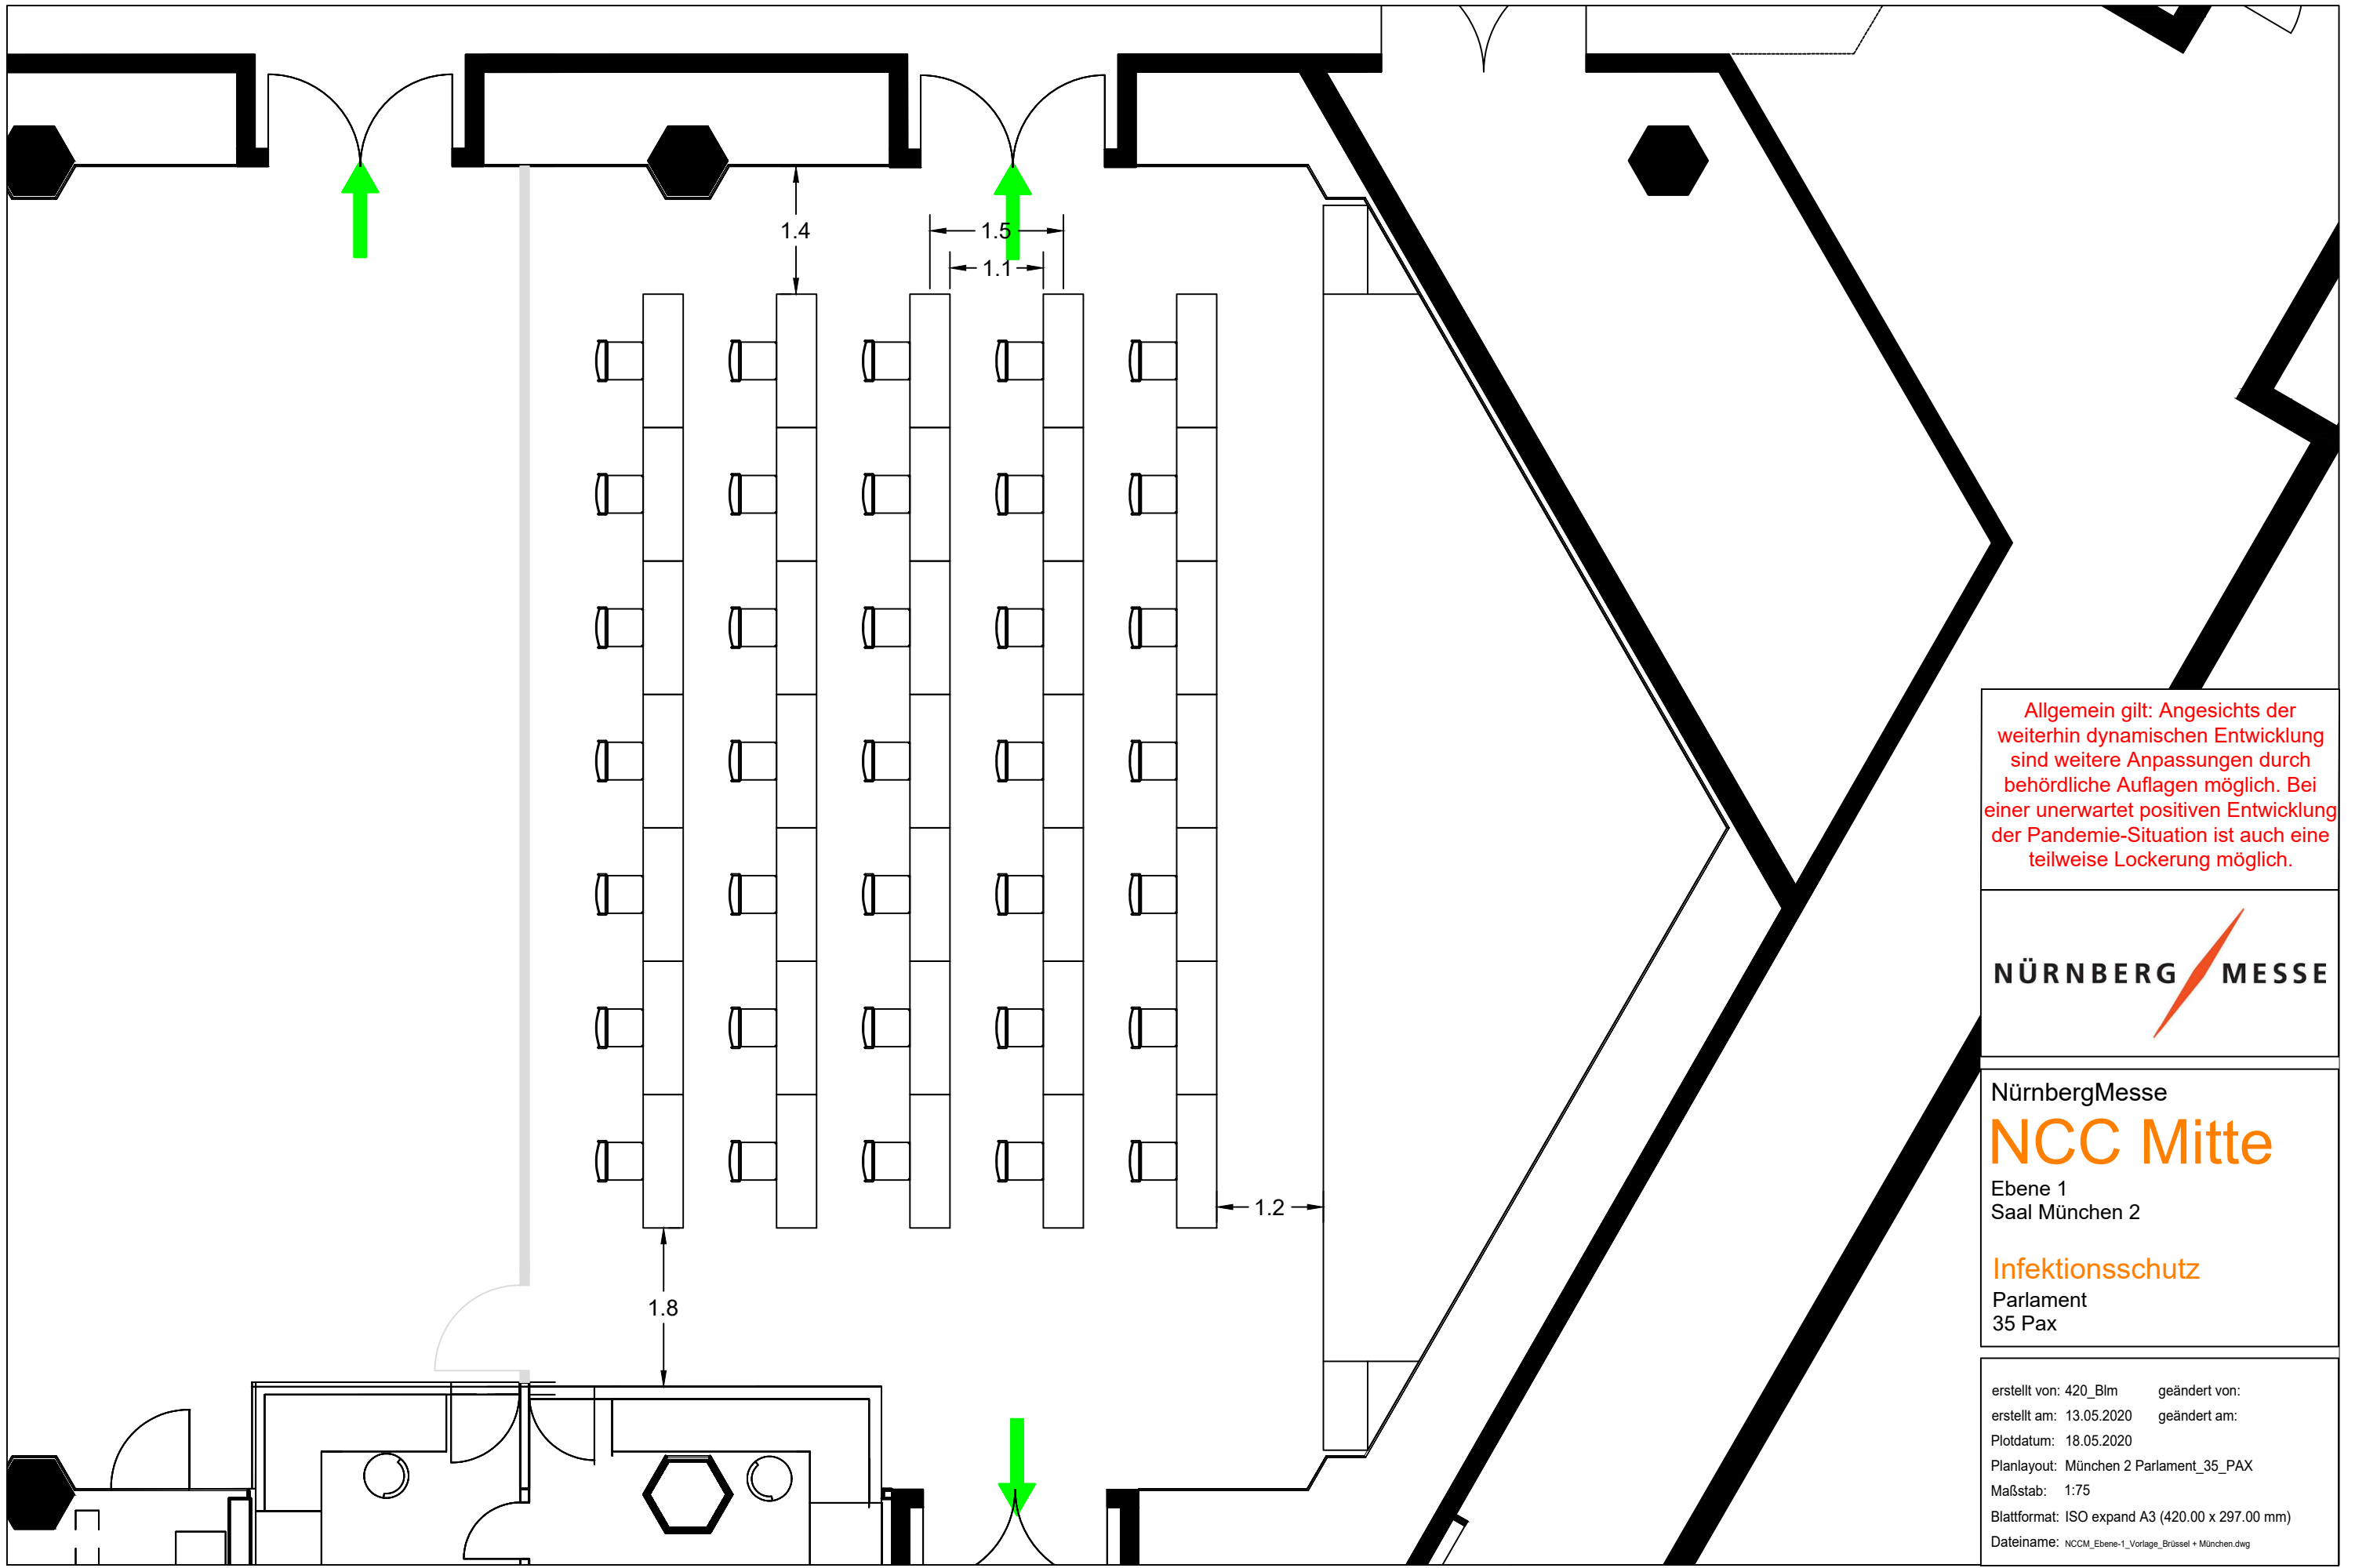 1.4
1.5
1.1
1.2
1.8
Allgemein gilt: Angesichts der
weiterhin dynamischen Entwicklung
sind weitere Anpassungen durch
behördliche Auflagen möglich. Bei
einer unerwartet positiven Entwicklung
der Pandemie-Situation ist auch eine
teilweise Lockerung möglich.
NÜRNBERG MESSE
NürnbergMesse
NCC Mitte
Ebene 1
Saal München 2
Infektionsschutz
Parlament
35 Pax
erstellt von: 420_Blm geändert von:
erstellt am: 13.05.2020 geändert am:
Plotdatum: 18.05.2020
Planlayout: München 2 Parlament_35_PAX
Maßstab: 1:75
Blattformat: ISO expand A3 (420.00 x 297.00 mm)
Dateiname: NCCM_Ebene-1_Vorlage_Brüssel + München.dwg